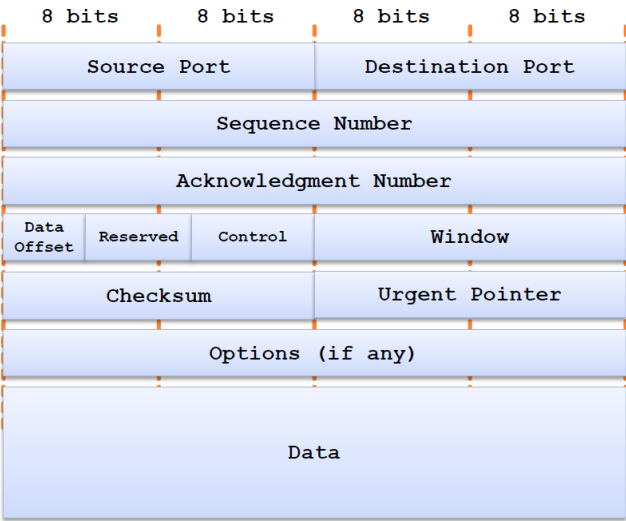 8 bits 8 bits 8 bits 8 bits
Source Port Destination Port
Sequence Number
Acknowledgment Number
Data Offset Reserved Control Window
Checksum Urgent Pointer
Options (if any)
Data